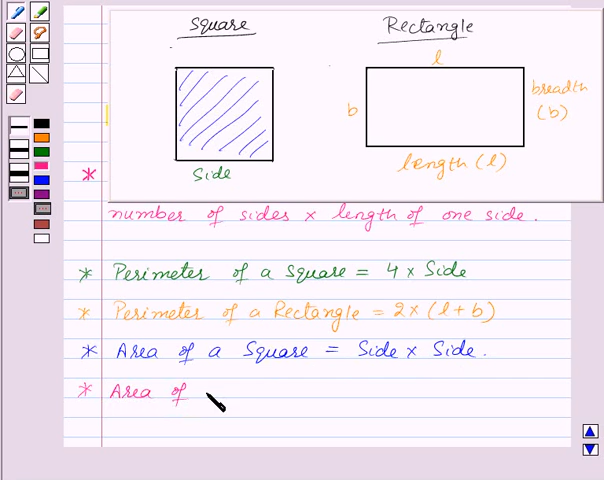 Square
Rectangle
l
b
breadth
(b)
Side
length (l)
*
number of sides × length of one side.
* Perimeter of a Square = 4 × Side
* Perimeter of a Rectangle = 2 × (l + b)
* Area of a Square = Side × Side.
* Area of